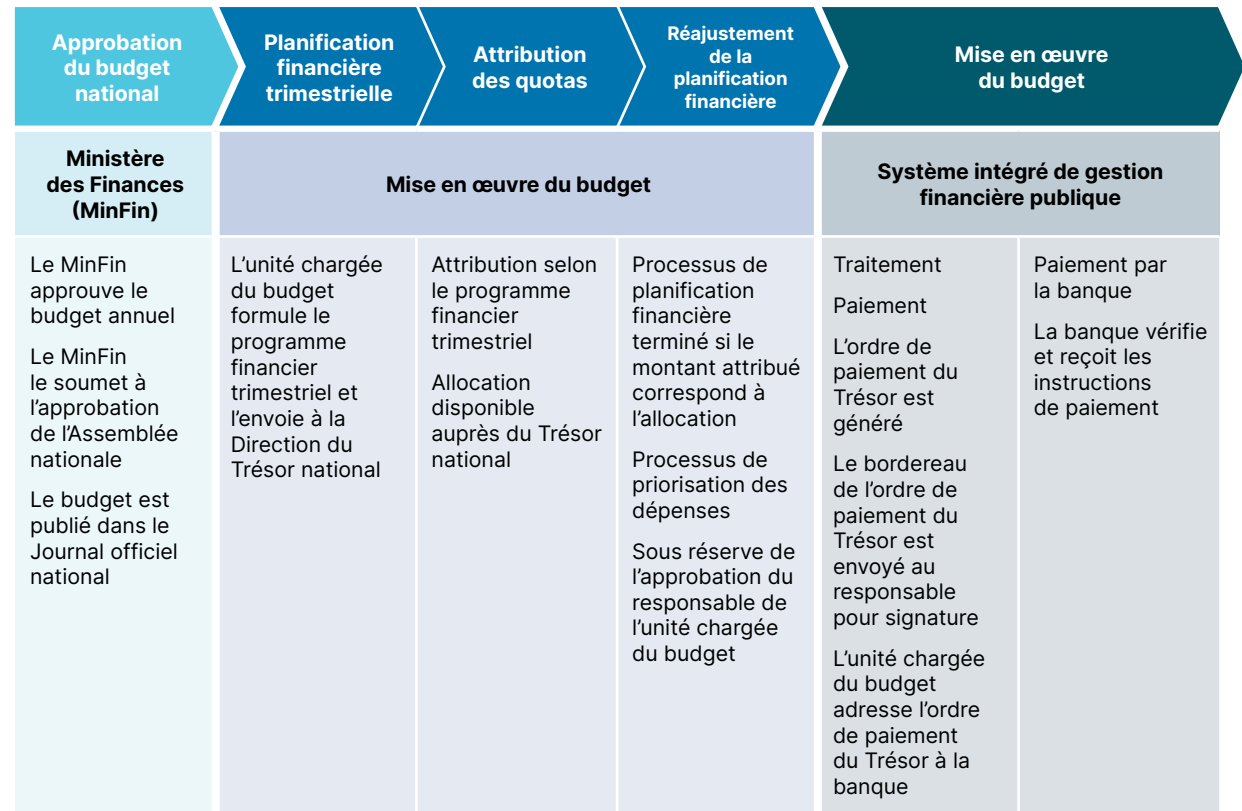 Approbation
du budget
national
Planification
financière
trimestrielle
Attribution
des quotas
Réajustement
de la
planification
financière
Mise en œuvre
du budget
Ministère
des Finances
(MinFin)
Mise en œuvre du budget
Système intégré de gestion
financière publique
Le MinFin
approuve le
budget annuel
Le MinFin
le soumet à
l’approbation
de l’Assemblée
nationale
Le budget est
publié dans le
Journal officiel
national
L’unité chargée
du budget
formule le
programme
financier
trimestriel et
l’envoie à la
Direction du
Trésor national
Attribution selon
le programme
financier
trimestriel
Allocation
disponible
auprès du Trésor
national
Processus de
planification
financière
terminé si le
montant attribué
correspond à
l’allocation
Processus de
priorisation des
dépenses
Sous réserve de
l’approbation du
responsable de
l’unité chargée
du budget
Traitement
Paiement
L’ordre de
paiement du
Trésor est
généré
Le bordereau
de l’ordre de
paiement du
Trésor est
envoyé au
responsable
pour signature
L’unité chargée
du budget
adresse l’ordre
de paiement
du Trésor à la
banque
Paiement par
la banque
La banque vérifie
et reçoit les
instructions
de paiement